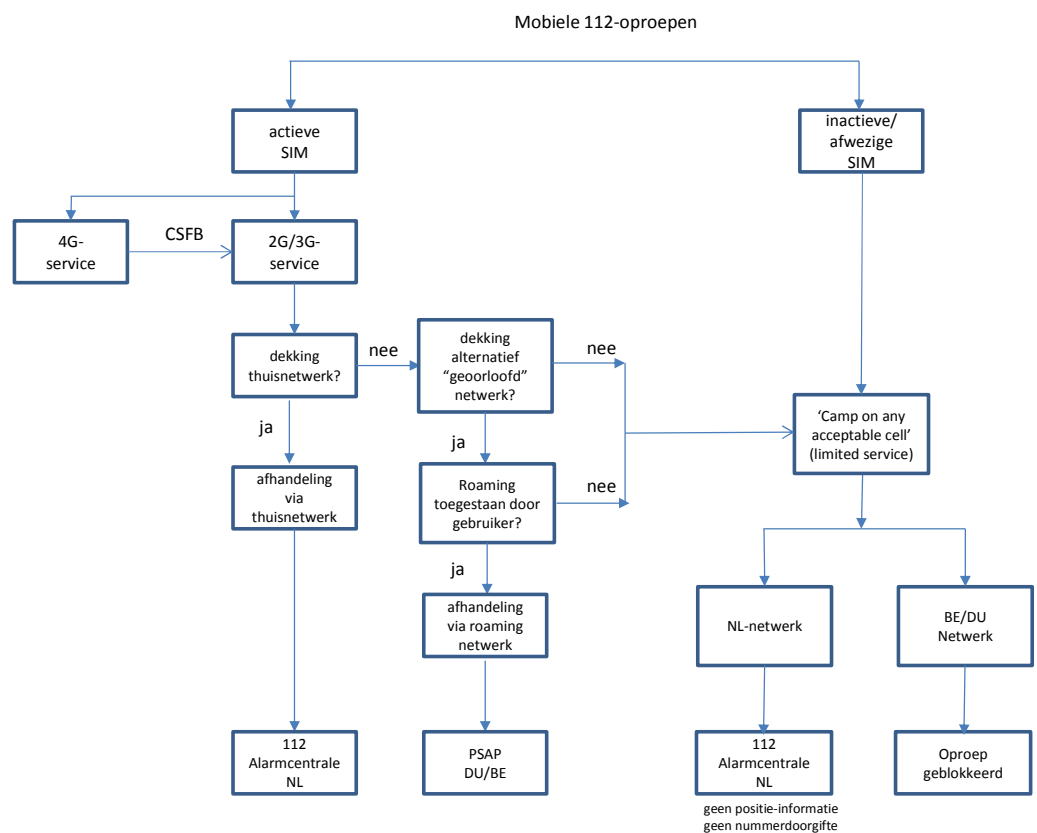 Mobiele 112-oproepen
actieve
SIM
inactieve/
afwezige
SIM
4G-
service
CSFB
2G/3G-
service
dekking
thuisnetwerk?
nee
dekking
alternatief
“geoorloofd”
netwerk?
nee
ja
ja
‘Camp on any
acceptable cell’
(limited service)
afhandeling
via
thuisnetwerk
Roaming
toegestaan door
gebruiker?
nee
ja
afhandeling
via roaming
netwerk
NL-netwerk
BE/DU
Netwerk
112
Alarmcentrale
NL
PSAP
DU/BE
112
Alarmcentrale
NL
Oproep
geblokkeerd
geen positie-informatie
geen nummerdoorgifte